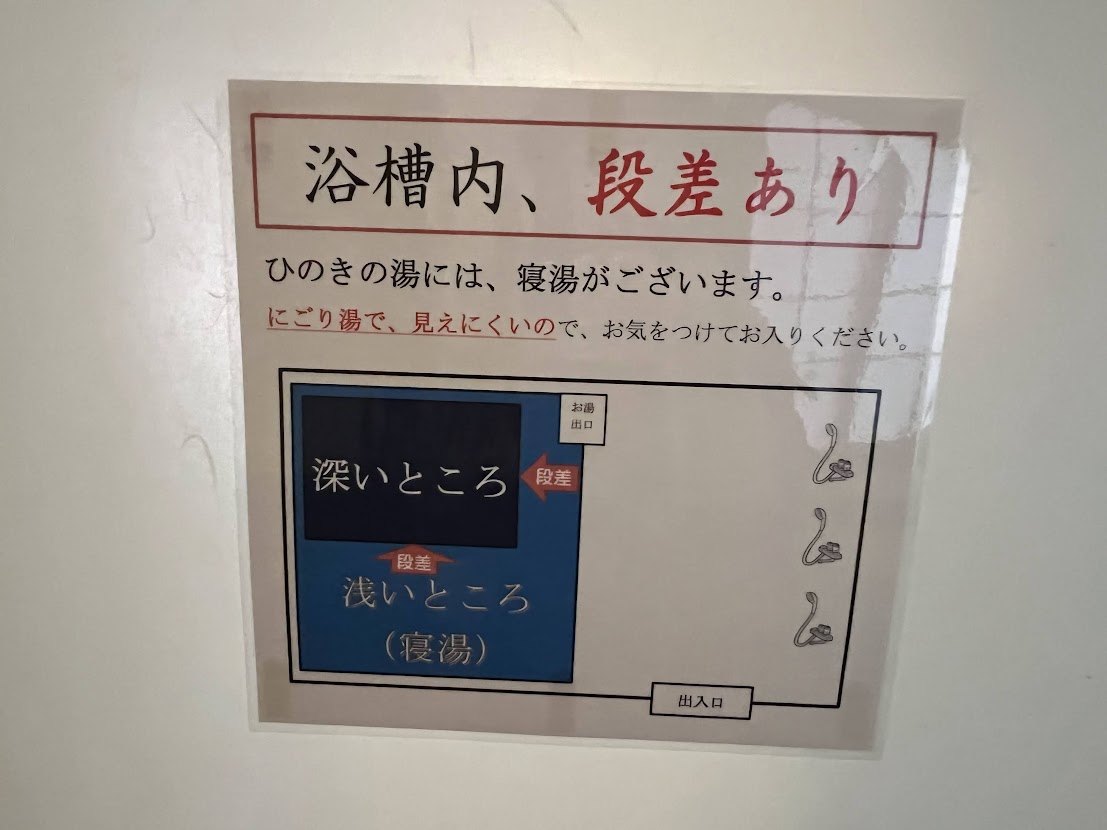 浴槽内、段差あり
ひのきの湯には、寝湯がございます。
にごり湯で、見えにくいので、お気をつけてお入りください。
お湯
出口
深いところ
段差
段差
浅いところ
（寝湯）
出入口